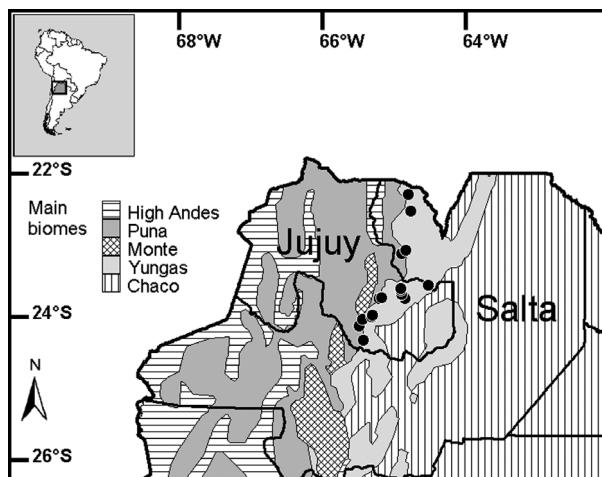 68°W 66°W 64°W
22°S
Main
biomes
High Andes
Puna
Monte
Yungas
Chaco
Jujuy
Salta
24°S
N
26°S